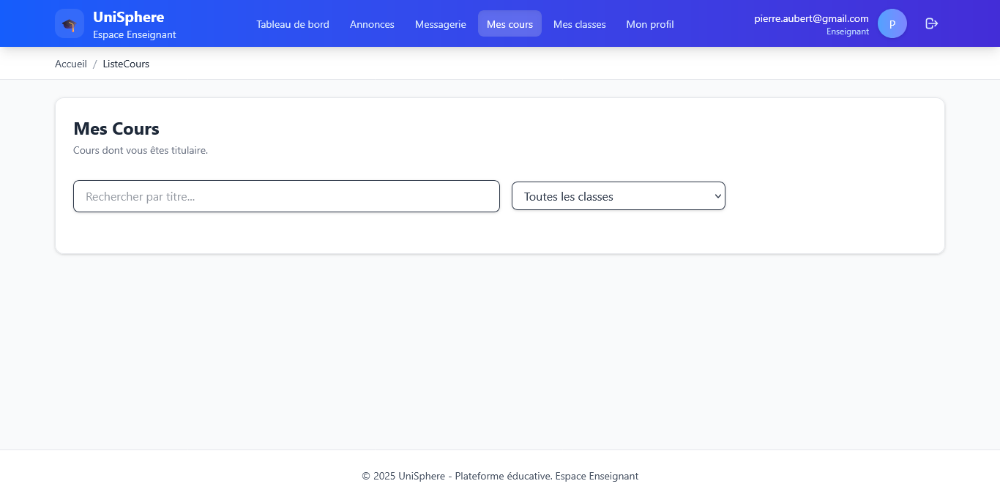 UniSphere
Espace Enseignant
Tableau de bord
Annonces
Messagerie
Mes cours
Mes classes
Mon profil
pierre.aubert@gmail.com
Enseignant
P
Accueil / ListeCours
Mes Cours
Cours dont vous êtes titulaire.
Rechercher par titre...
Toutes les classes
© 2025 UniSphere - Plateforme éducative. Espace Enseignant